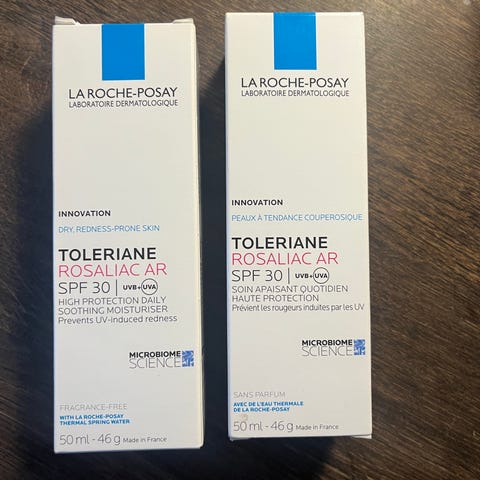 LA ROCHE-POSAY
LABORATOIRE DERMATOLOGIQUE
INNOVATION
DRY, REDNESS-PRONE SKIN
TOLERIANE
ROSALIAC AR
SPF 30 | UVB+UVA
HIGH PROTECTION DAILY
SOOTHING MOISTURISER
Prevents UV-induced redness
MICROBIOME
SCIENCE
FRAGRANCE-FREE
WITH LA ROCHE-POSAY
THERMAL SPRING WATER
50 ml - 46 g Made in France
LA ROCHE-POSAY
LABORATOIRE DERMATOLOGIQUE
INNOVATION
PEAUX À TENDANCE COUPEROSIQUE
TOLERIANE
ROSALIAC AR
SPF 30 | UVB+UVA
SOIN APAISANT QUOTIDIEN
HAUTE PROTECTION
Prévient les rougeurs induites par les UV
MICROBIOME
SCIENCE
SANS PARFUM
AVEC DE L'EAU THERMALE
DE LA ROCHE-POSAY
50 ml - 46 g Made in France